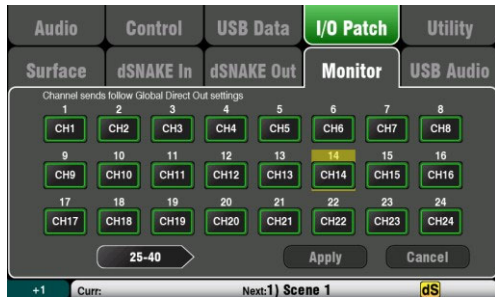 Audio Control USB Data I/O Patch Utility
Surface dSNAKE In dSNAKE Out Monitor USB Audio
Channel sends follow Global Direct Out settings
1 2 3 4 5 6 7 8
CH1 CH2 CH3 CH4 CH5 CH6 CH7 CH8
9 10 11 12 13 14 15 16
CH9 CH10 CH11 CH12 CH13 CH14 CH15 CH16
17 18 19 20 21 22 23 24
CH17 CH18 CH19 CH20 CH21 CH22 CH23 CH24
25-40 Apply Cancel
+1 Curr: Next:1) Scene 1 dS